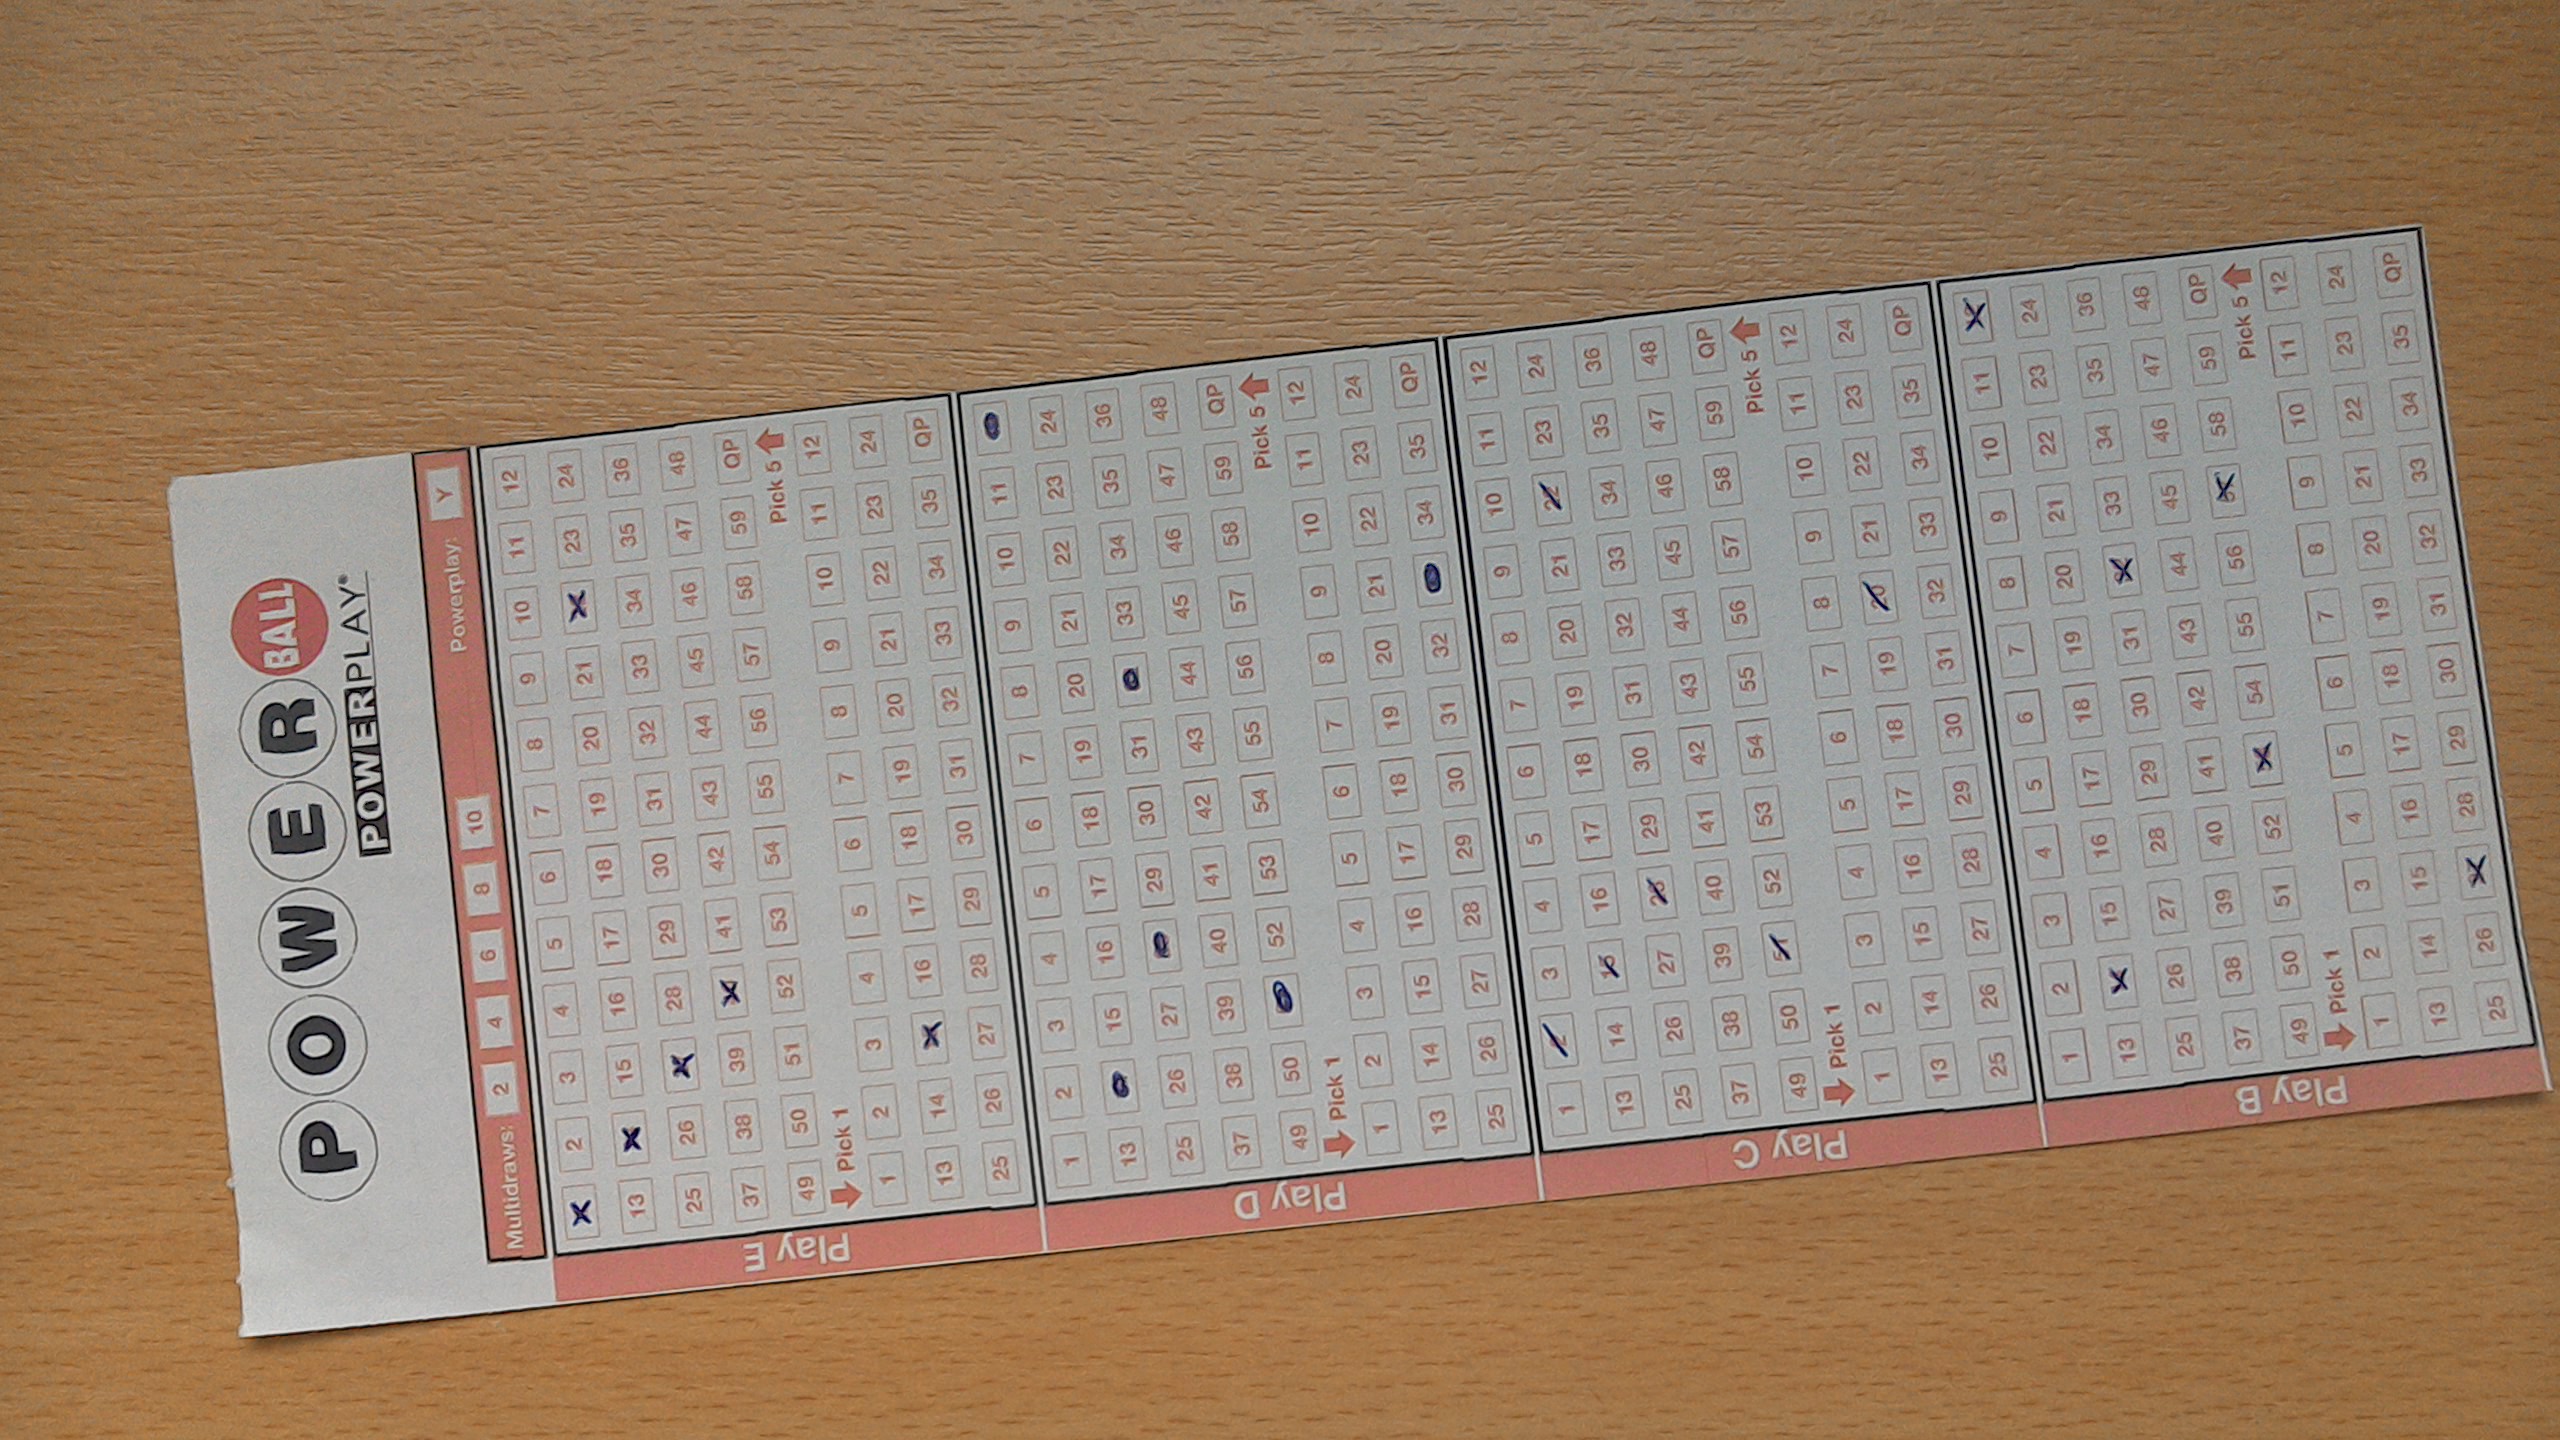 POWERBALL
POWERPLAY
Multidraws: 2 4 6 8 10 Powerplay: Y
Play E
2 3 4 5 6 7 8 9 10 11 12
13 15 16 17 18 19 20 21 23 24
25 26 28 29 30 31 32 33 34 35 36
37 38 39 41 42 43 44 45 46 47 48
49 50 51 52 53 54 55 56 57 58 59 QP
Pick 1 Pick 5
1 2 3 4 5 6 7 8 9 10 11 12
13 14 16 17 18 19 20 21 22 23 24
25 26 27 28 29 30 31 32 33 34 35 QP
Play D
1 2 3 4 5 6 7 8 9 10 11
13 15 16 17 18 19 20 21 22 23 24
25 26 27 29 30 31 33 34 35 36
37 38 39 40 41 42 43 44 45 46 47 48
49 50 52 53 54 55 56 57 58 59 QP
Pick 1 Pick 5
1 2 3 4 5 6 7 8 9 10 11 12
13 14 15 16 17 18 19 20 21 22 23 24
25 26 27 28 29 30 31 32 34 35 QP
Play C
1 2 3 4 5 6 7 8 9 10 11 12
13 14 15 16 17 18 19 20 21 22 23 24
25 26 27 28 29 30 31 32 33 34 35 36
37 38 39 40 41 42 43 44 45 46 47 48
49 50 51 52 53 54 55 56 57 58 59 QP
Pick 1 Pick 5
1 2 3 4 5 6 7 8 9 10 11 12
13 14 15 16 17 18 19 20 21 22 23 24
25 26 27 28 29 30 31 32 33 34 35 QP
Play B
1 2 3 4 5 6 7 8 9 10 11
13 15 16 17 18 19 20 21 22 23 24
25 26 27 28 29 30 31 33 34 35 36
37 38 39 40 41 42 43 44 45 46 47 48
49 50 51 52 54 55 56 58 59 QP
Pick 1 Pick 5
1 2 3 4 5 6 7 8 9 10 11 12
13 14 15 16 17 18 19 20 21 22 23 24
25 26 28 29 30 31 32 33 34 35 QP